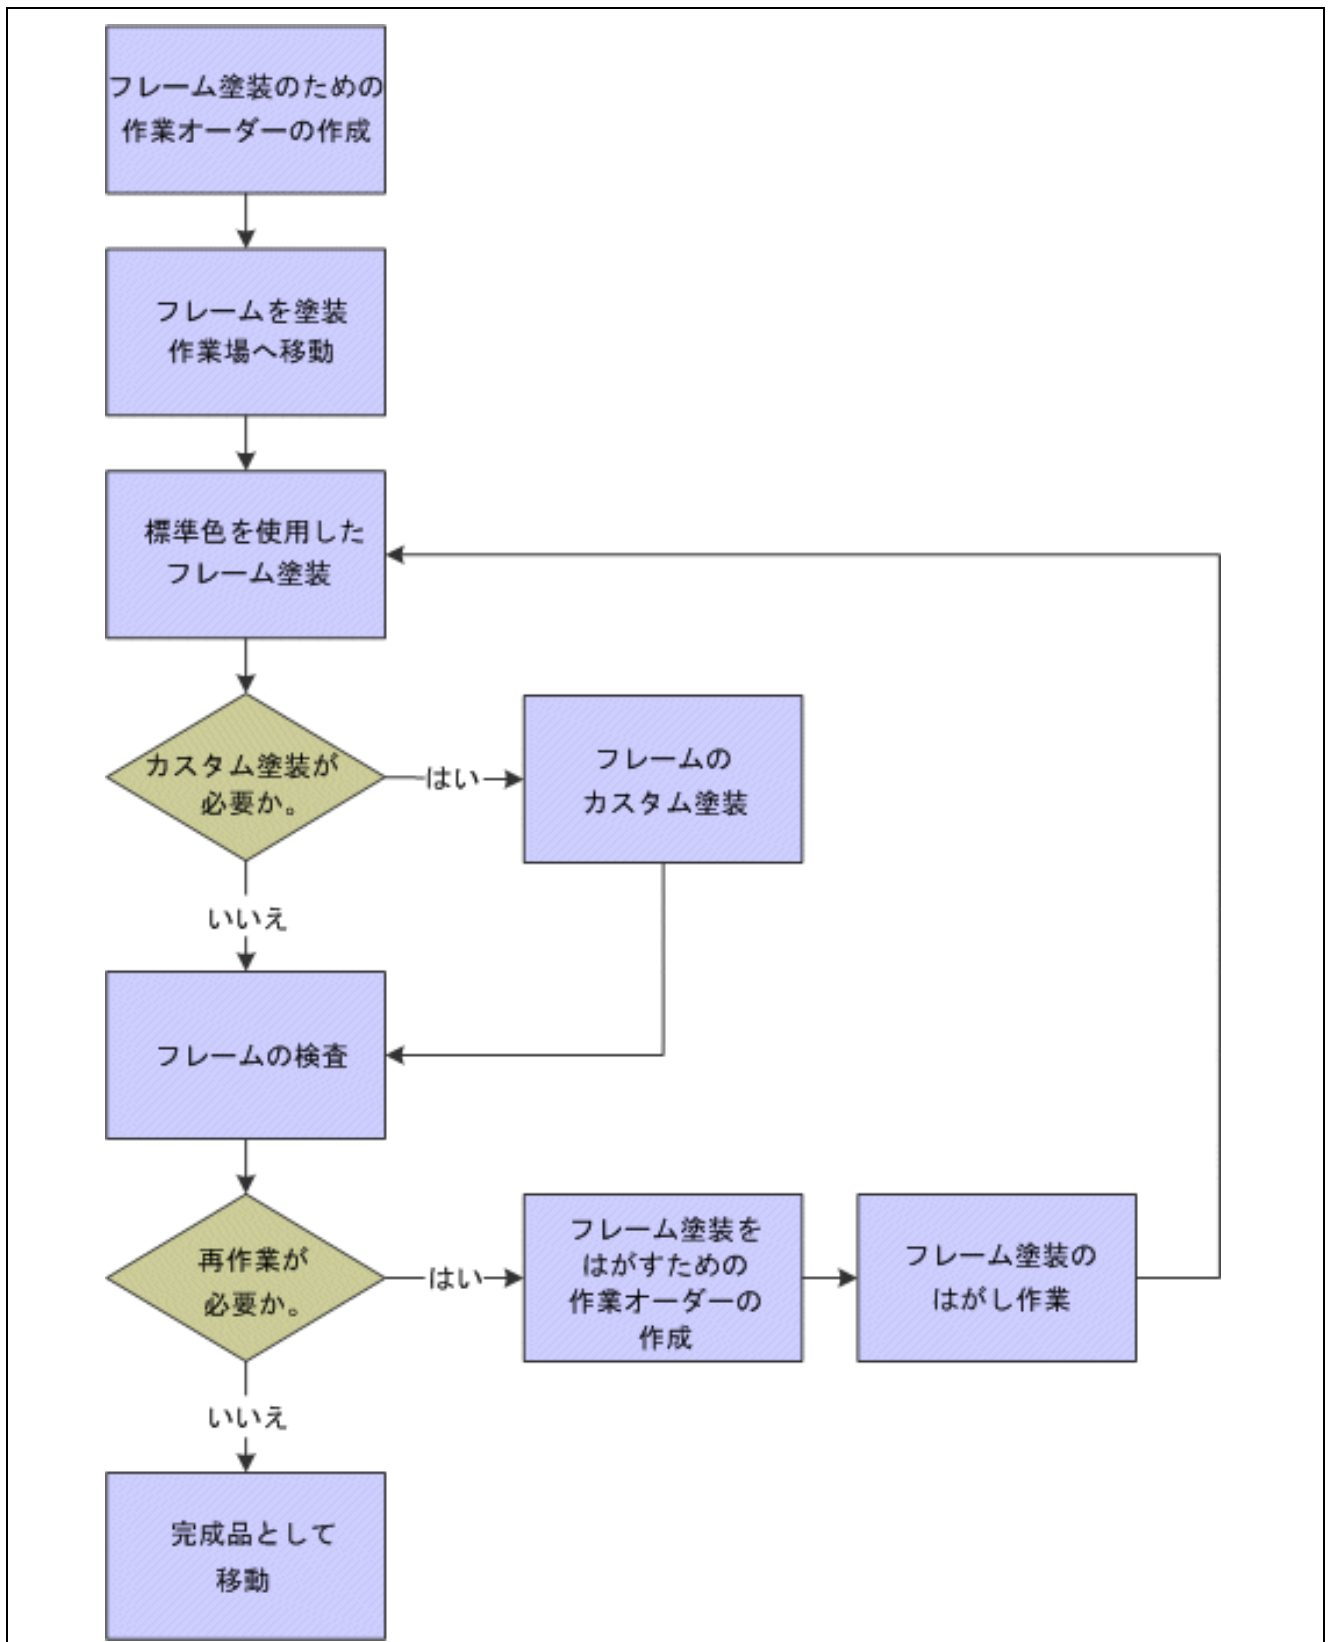 フレーム塗装のための
作業オーダーの作成
フレームを塗装
作業場へ移動
標準色を使用した
フレーム塗装
カスタム塗装が
必要か。
はい
フレームの
カスタム塗装
いいえ
フレームの検査
再作業が
必要か。
はい
フレーム塗装を
はがすための
作業オーダーの
作成
フレーム塗装の
はがし作業
いいえ
完成品として
移動